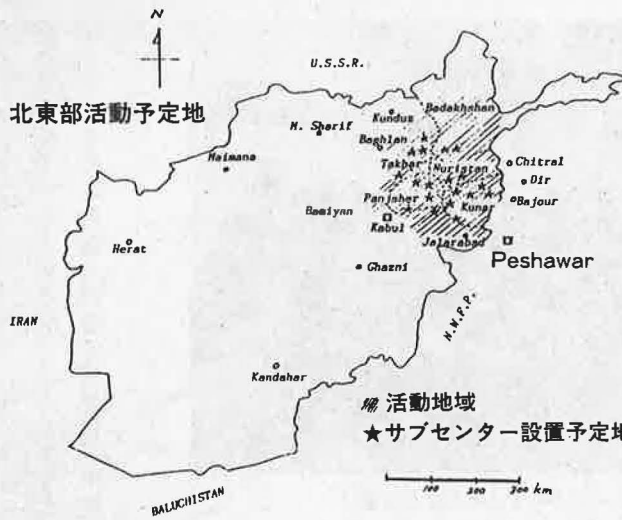 N
U.S.S.R.
北東部活動予定地
Badakhshan
Kunduz
M. Sharif
Baghlan
Maimana
Takhar
Nuristan
Chitral
Dir
Panjsher
Kunar
Bajour
Bamiyan
Kabul
Jalarabad
Herat
Peshawar
Ghazni
IRAN
N.W.F.P.
Kandahar
活動地域
★サブセンター設置予定地
100 200 300 km
BALUCHISTAN